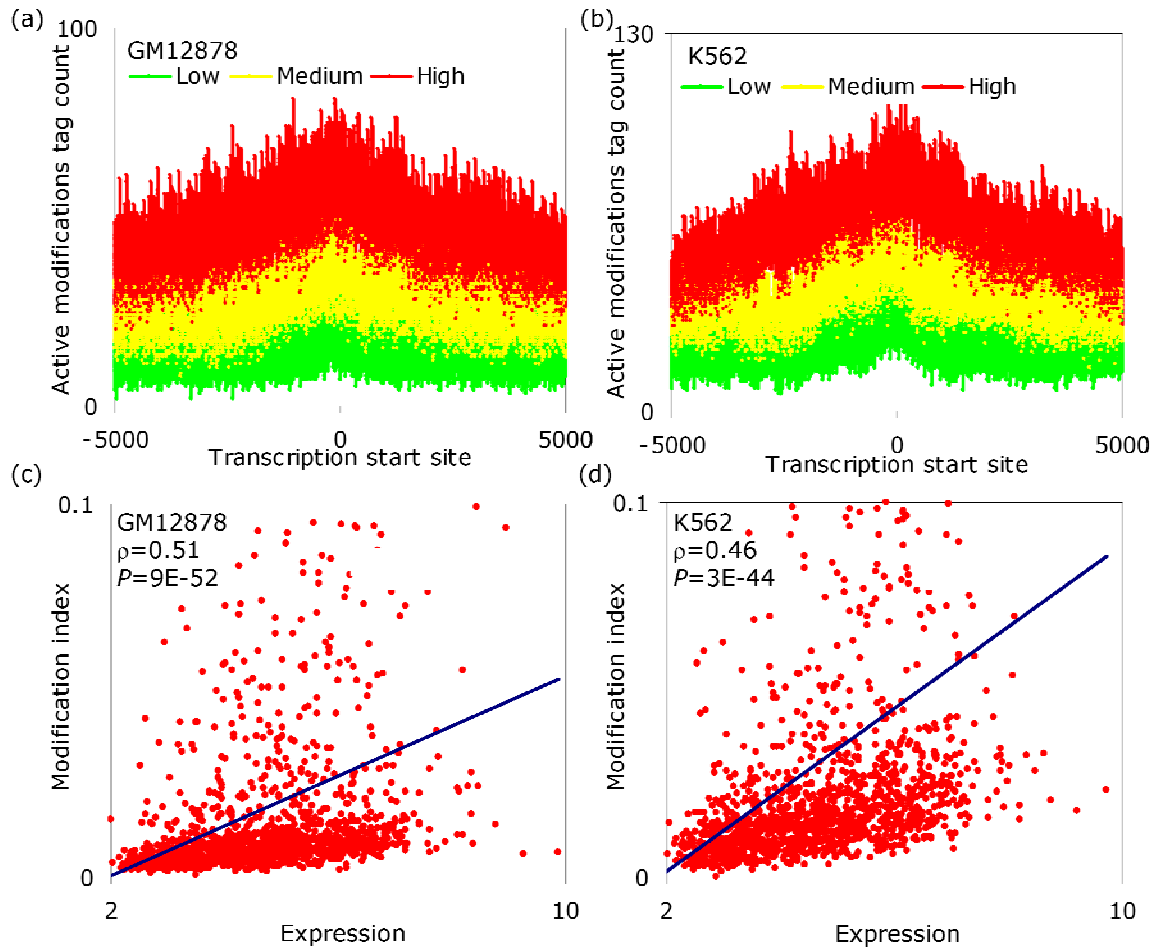 (a)
100
Active modifications tag count
GM12878
Low Medium High
0
-5000 0 5000
Transcription start site
(b)
130
Active modifications tag count
K562
Low Medium High
0
-5000 0 5000
Transcription start site
(c)
0.1
Modification index
GM12878
ρ=0.51
P=9E-52
0
2 10
Expression
(d)
0.1
Modification index
K562
ρ=0.46
P=3E-44
0
2 10
Expression